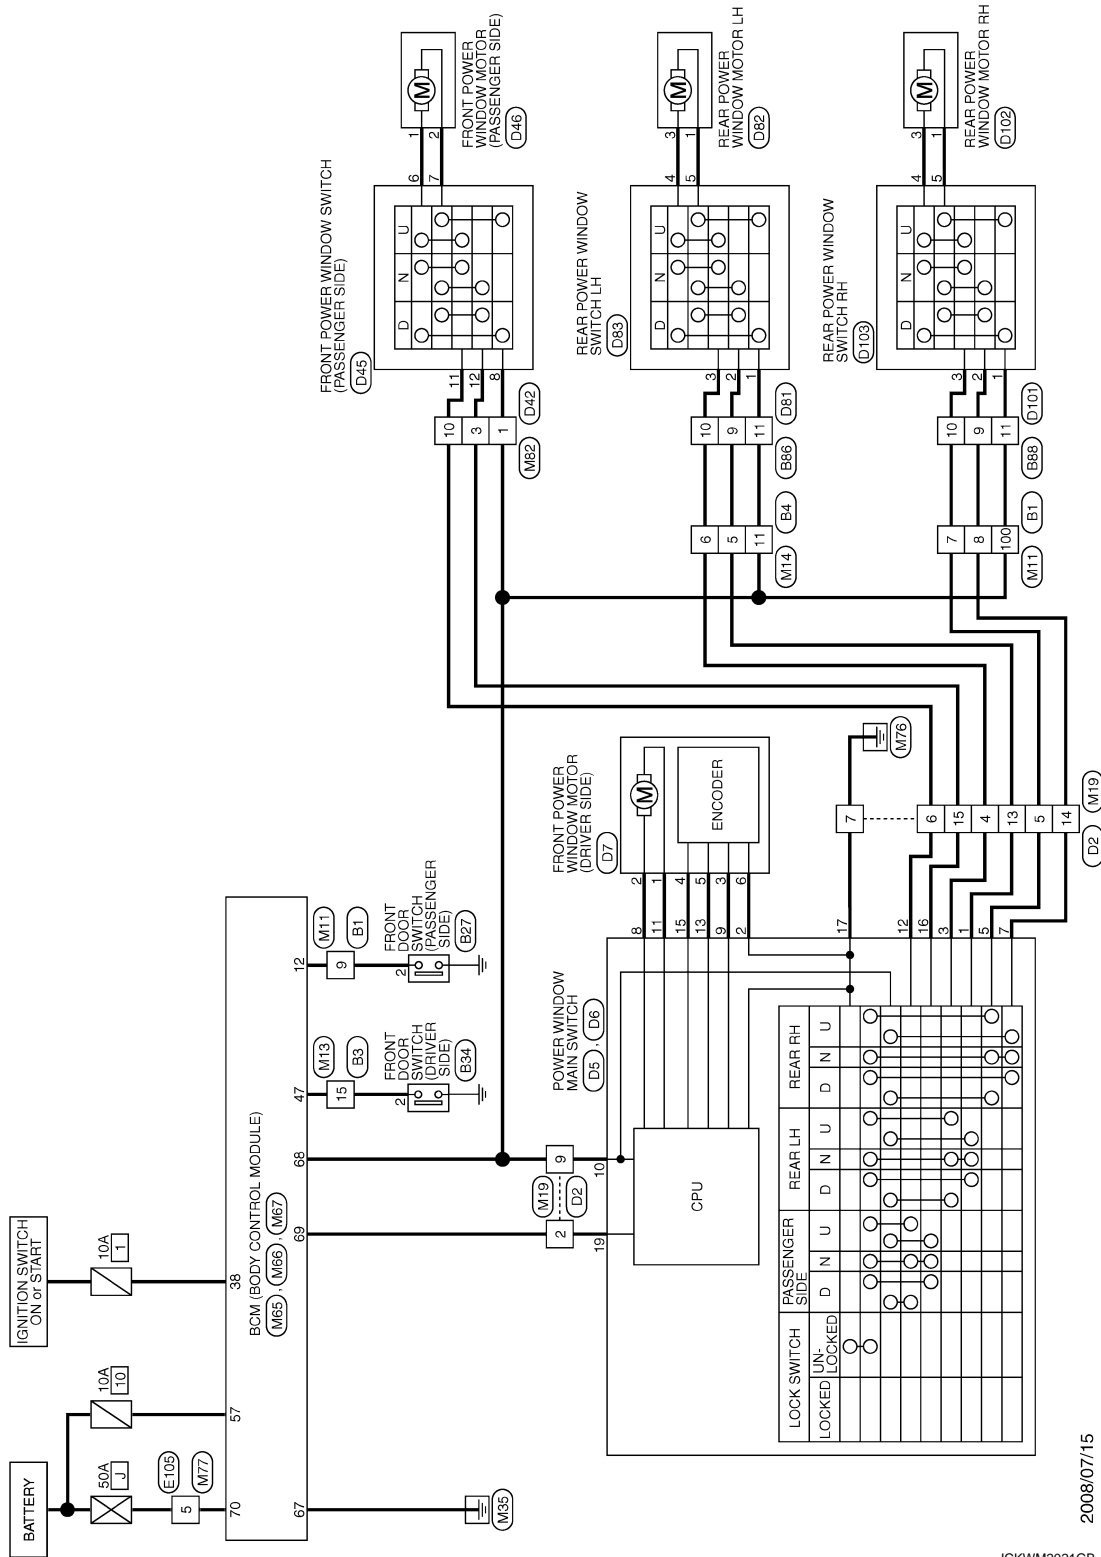 BATTERY
IGNITION SWITCH
ON or START
50A
J
10A
10
10A
1
5
E105
M77
70
57
38
BCM (BODY CONTROL MODULE)
M65 , M66 , M67
67
69
68
47
12
M35
M13
15
B3
2
FRONT
DOOR
SWITCH
(DRIVER
SIDE)
B34
M11
9
B1
2
FRONT
DOOR
SWITCH
(PASSENGER
SIDE)
B27
M19
2
9
D2
19
10
POWER WINDOW
MAIN SWITCH
D5 , D6
CPU
8
11
15
13
9
2
17
12
16
3
1
5
7
LOCK SWITCH
LOCKED
UN-
LOCKED
PASSENGER
SIDE
D
N
U
REAR LH
D
N
U
REAR RH
D
N
U
FRONT POWER
WINDOW MOTOR
(DRIVER SIDE)
D7
M
ENCODER
2
1
4
5
3
6
7
M76
6
15
4
13
5
14
D2
M19
FRONT POWER WINDOW SWITCH
(PASSENGER SIDE)
D45
D
N
U
11
12
8
10
3
1
M82
D42
6
7
1
2
M
FRONT POWER
WINDOW MOTOR
(PASSENGER SIDE)
D46
REAR POWER WINDOW
SWITCH LH
D83
D
N
U
3
2
1
10
9
11
B86
D81
6
5
11
M14
B4
4
5
3
1
M
REAR POWER
WINDOW MOTOR LH
D82
REAR POWER WINDOW
SWITCH RH
D103
D
N
U
3
2
1
10
9
11
B88
D101
7
8
100
M11
B1
4
5
3
1
M
REAR POWER
WINDOW MOTOR RH
D102
2008/07/15